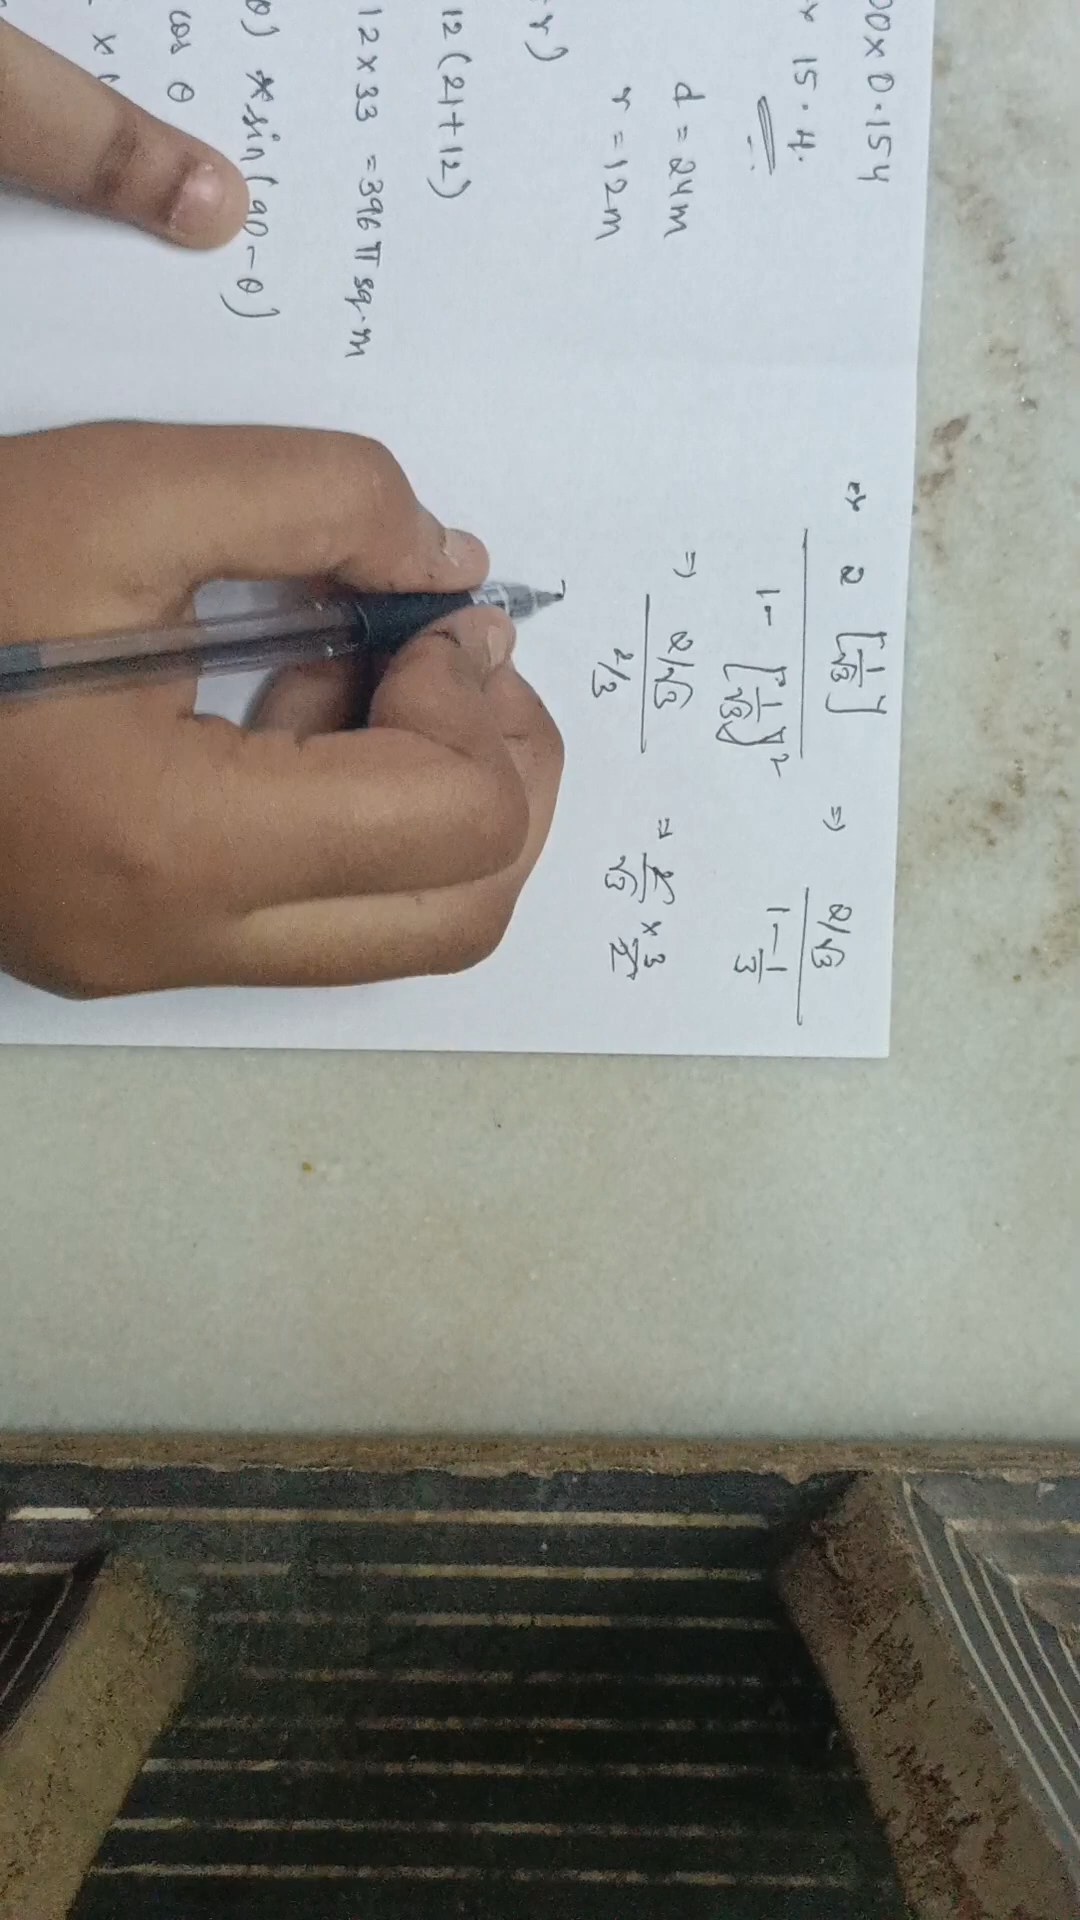 00 × 0.154
15.4
d = 24m
r = 12m
r)
12 (21 + 12)
12 × 33 = 396 π sq.m
θ) × sin (90 - θ)
cos θ
×
2 [1/√3] / 1 - [1/√3]² ⇒ 2/√3 / 1 - 1/3
⇒ 2/√3 / 2/3 ⇒ 2/√3 × 3/2